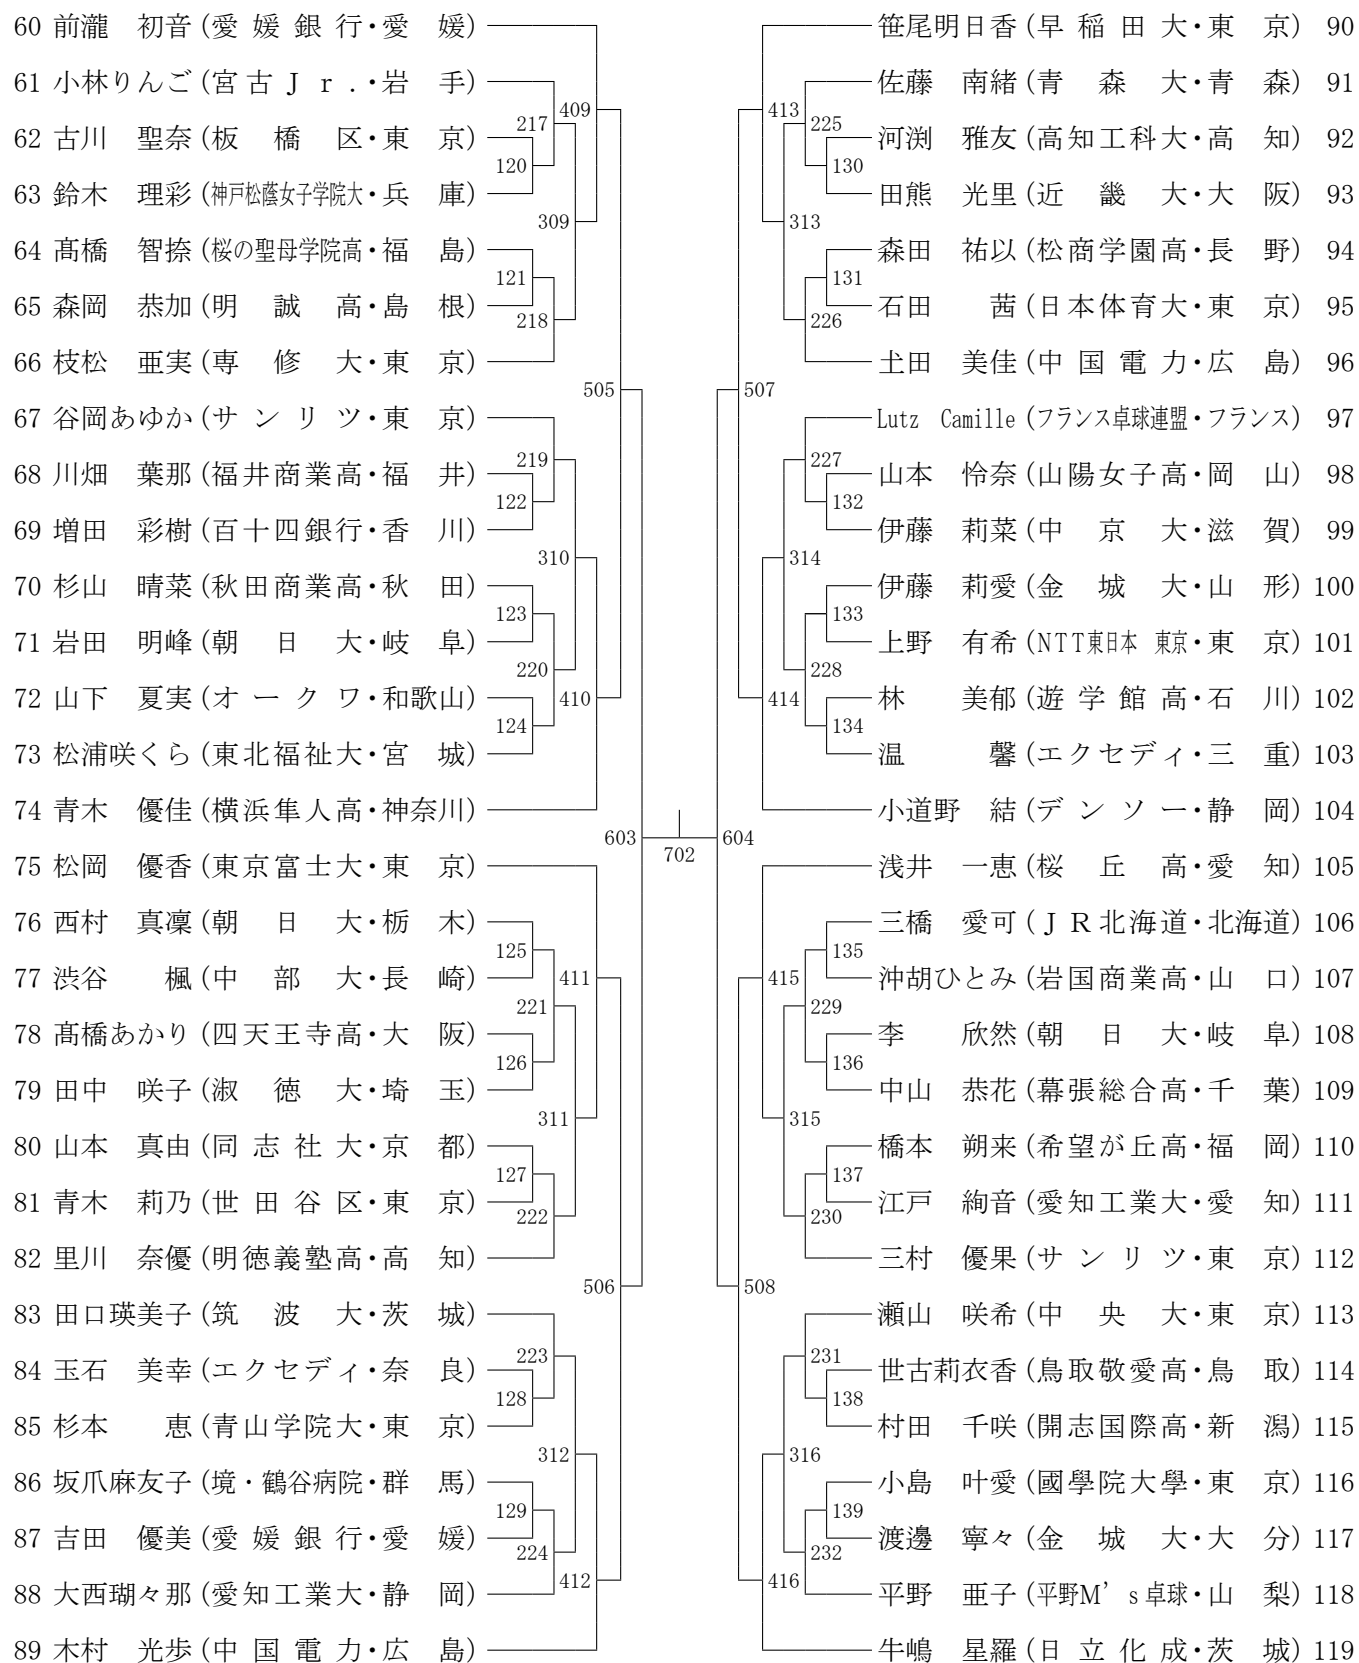 60 前瀧　初音 (愛媛銀行・愛媛)
61 小林りんご (宮古Ｊｒ.・岩手)
62 古川　聖奈 (板橋区・東京)
63 鈴木　理彩 (神戸松蔭女子学院大・兵庫)
64 髙橋　智捺 (桜の聖母学院高・福島)
65 森岡　恭加 (明誠高・島根)
66 枝松　亜実 (専修大・東京)
67 谷岡あゆか (サンリツ・東京)
68 川畑　葉那 (福井商業高・福井)
69 増田　彩樹 (百十四銀行・香川)
70 杉山　晴菜 (秋田商業高・秋田)
71 岩田　明峰 (朝日大・岐阜)
72 山下　夏実 (オークワ・和歌山)
73 松浦咲くら (東北福祉大・宮城)
74 青木　優佳 (横浜隼人高・神奈川)
75 松岡　優香 (東京富士大・東京)
76 西村　真凜 (朝日大・栃木)
77 渋谷　楓 (中部大・長崎)
78 髙橋あかり (四天王寺高・大阪)
79 田中　咲子 (淑徳大・埼玉)
80 山本　真由 (同志社大・京都)
81 青木　莉乃 (世田谷区・東京)
82 里川　奈優 (明徳義塾高・高知)
83 田口瑛美子 (筑波大・茨城)
84 玉石　美幸 (エクセディ・奈良)
85 杉本　恵 (青山学院大・東京)
86 坂爪麻友子 (境・鶴谷病院・群馬)
87 吉田　優美 (愛媛銀行・愛媛)
88 大西瑚々那 (愛知工業大・静岡)
89 木村　光歩 (中国電力・広島)
409
217
120
309
121
218
505
219
122
310
123
220
410
124
603
125
411
221
126
311
127
222
506
223
128
312
129
224
412
702
604
413
225
130
313
131
226
507
227
132
314
133
228
414
134
135
415
229
136
315
137
230
508
231
138
316
139
232
416
笹尾明日香 (早稲田大・東京) 90
佐藤　南緒 (青森大・青森) 91
河渕　雅友 (高知工科大・高知) 92
田熊　光里 (近畿大・大阪) 93
森田　祐以 (松商学園高・長野) 94
石田　茜 (日本体育大・東京) 95
土田　美佳 (中国電力・広島) 96
Lutz Camille (フランス卓球連盟・フランス) 97
山本　怜奈 (山陽女子高・岡山) 98
伊藤　莉菜 (中京大・滋賀) 99
伊藤　莉愛 (金城大・山形) 100
上野　有希 (NTT東日本 東京・東京) 101
林　美郁 (遊学館高・石川) 102
温　馨 (エクセディ・三重) 103
小道野　結 (デンソー・静岡) 104
浅井　一恵 (桜丘高・愛知) 105
三橋　愛可 (ＪＲ北海道・北海道) 106
沖胡ひとみ (岩国商業高・山口) 107
李　欣然 (朝日大・岐阜) 108
中山　恭花 (幕張総合高・千葉) 109
橋本　朔来 (希望が丘高・福岡) 110
江戸　絢音 (愛知工業大・愛知) 111
三村　優果 (サンリツ・東京) 112
瀬山　咲希 (中央大・東京) 113
世古莉衣香 (鳥取敬愛高・鳥取) 114
村田　千咲 (開志国際高・新潟) 115
小島　叶愛 (國學院大學・東京) 116
渡邊　寧々 (金城大・大分) 117
平野　亜子 (平野M’s卓球・山梨) 118
牛嶋　星羅 (日立化成・茨城) 119